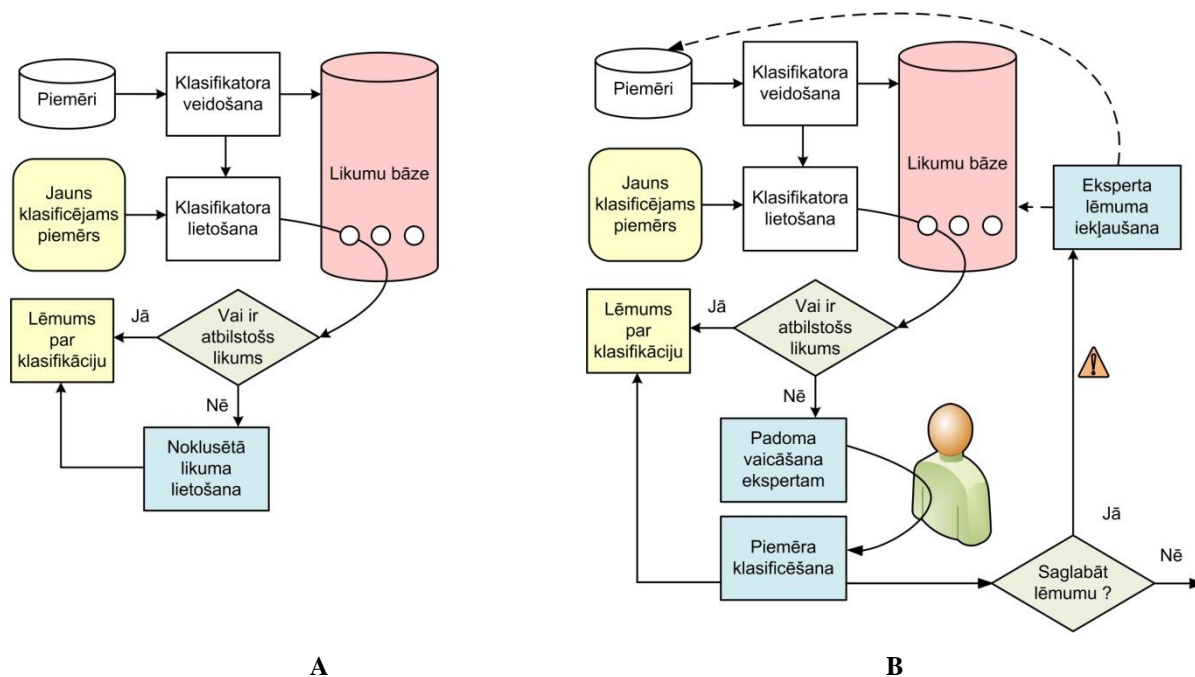 Piemēri
Klasifikatora
veidošana
Likumu bāze
Jauns
klasificējams
piemērs
Klasifikatora
lietošana
Lēmums
par
klasifikāciju
Jā
Vai ir
atbilstošs
likums
Nē
Noklusētā
likuma
lietošana
A
Piemēri
Klasifikatora
veidošana
Likumu bāze
Eksperta
lēmuma
iekļaušana
Jauns
klasificējams
piemērs
Klasifikatora
lietošana
Lēmums
par
klasifikāciju
Jā
Vai ir
atbilstošs
likums
!
Nē
Padoma
vaicāšana
ekspertam
Piemēra
klasificēšana
Jā
Saglabāt
lēmumu ?
Nē
B